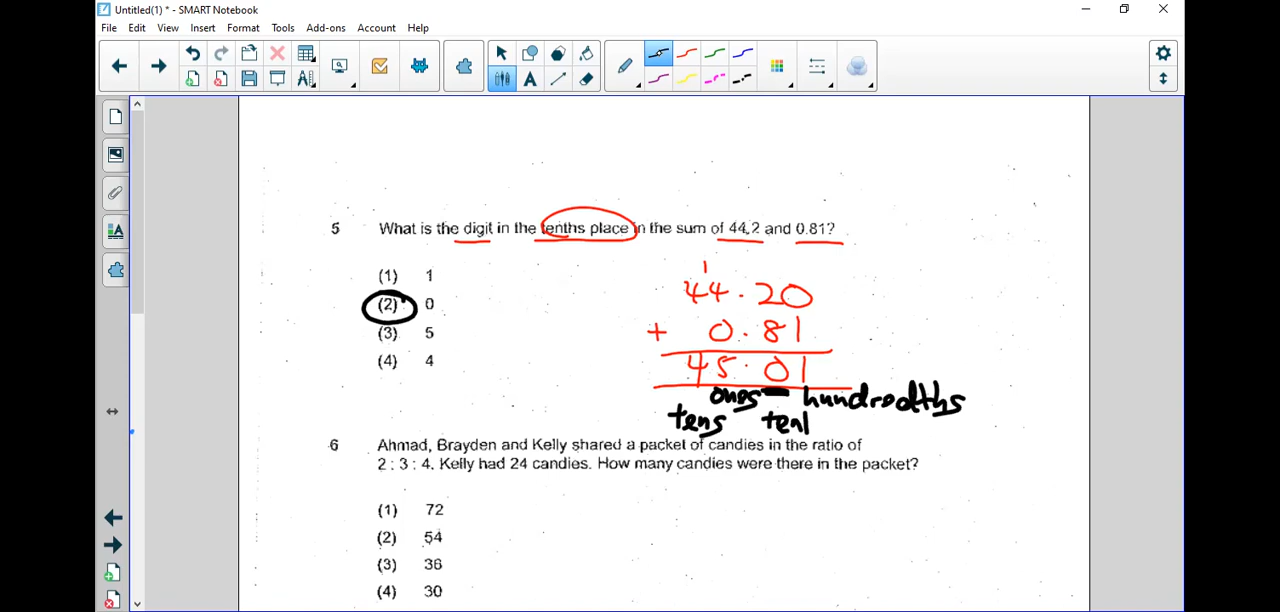 Untitled(1) * - SMART Notebook
File Edit View Insert Format Tools Add-ons Account Help
5 What is the digit in the tenths place in the sum of 44.2 and 0.81?
(1) 1
(2) 0
(3) 5
(4) 4
1
44.20
+ 0.81
45.01
ones hundredths
tens tent
6 Ahmad, Brayden and Kelly shared a packet of candies in the ratio of
2 : 3 : 4. Kelly had 24 candies. How many candies were there in the packet?
(1) 72
(2) 54
(3) 36
(4) 30